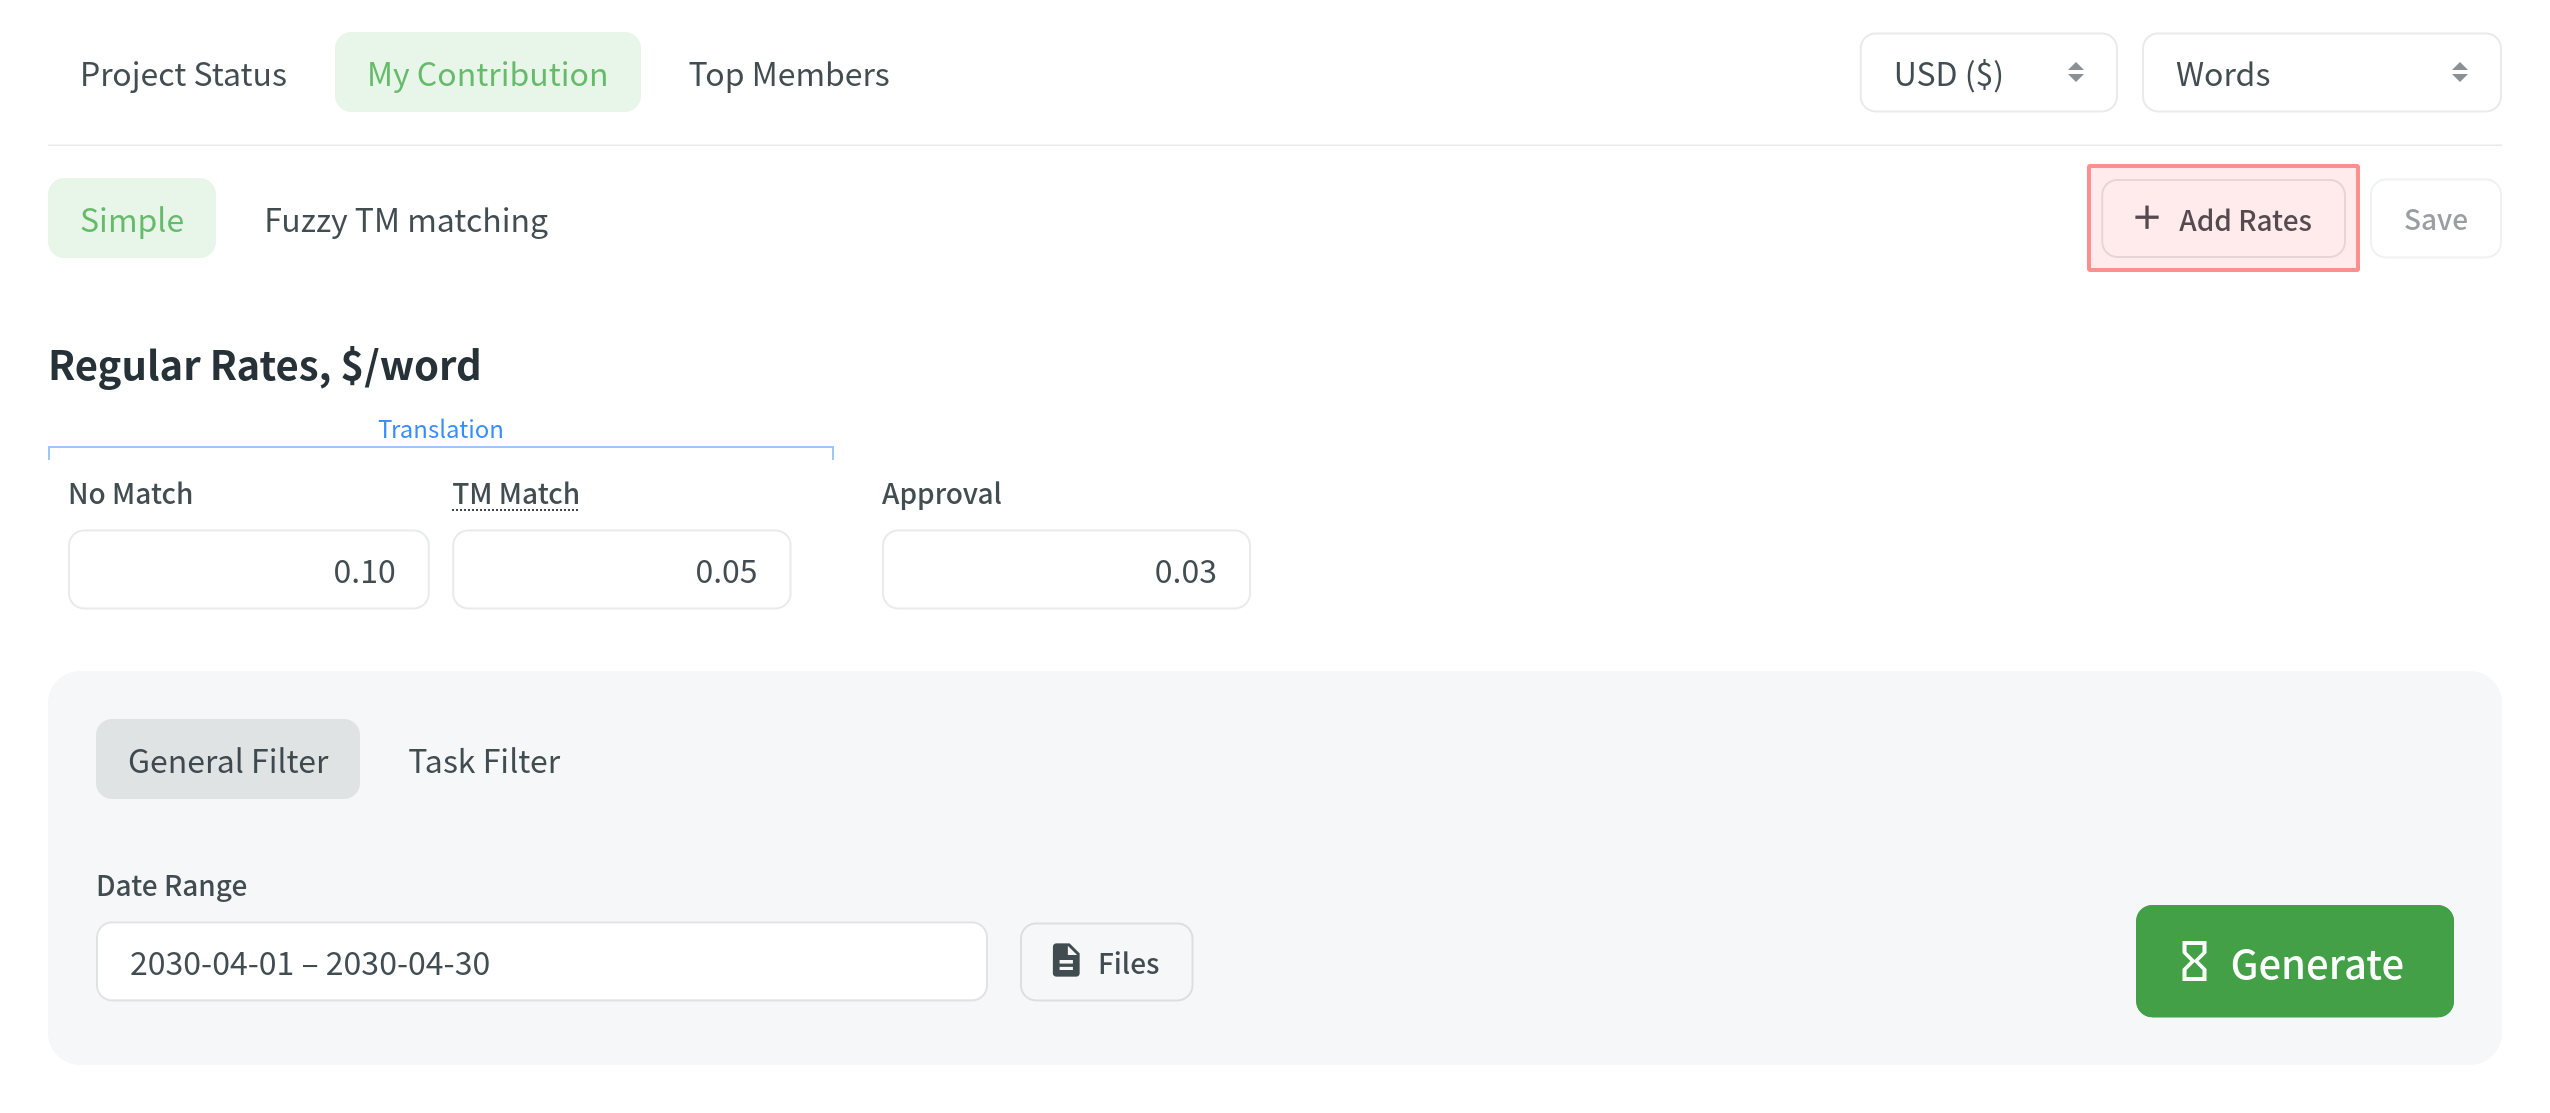 Project Status My Contribution Top Members USD ($) Words
Simple Fuzzy TM matching + Add Rates Save
Regular Rates, $/word
Translation
No Match TM Match Approval
0.10 0.05 0.03
General Filter Task Filter
Date Range
2030-04-01 – 2030-04-30 Files Generate